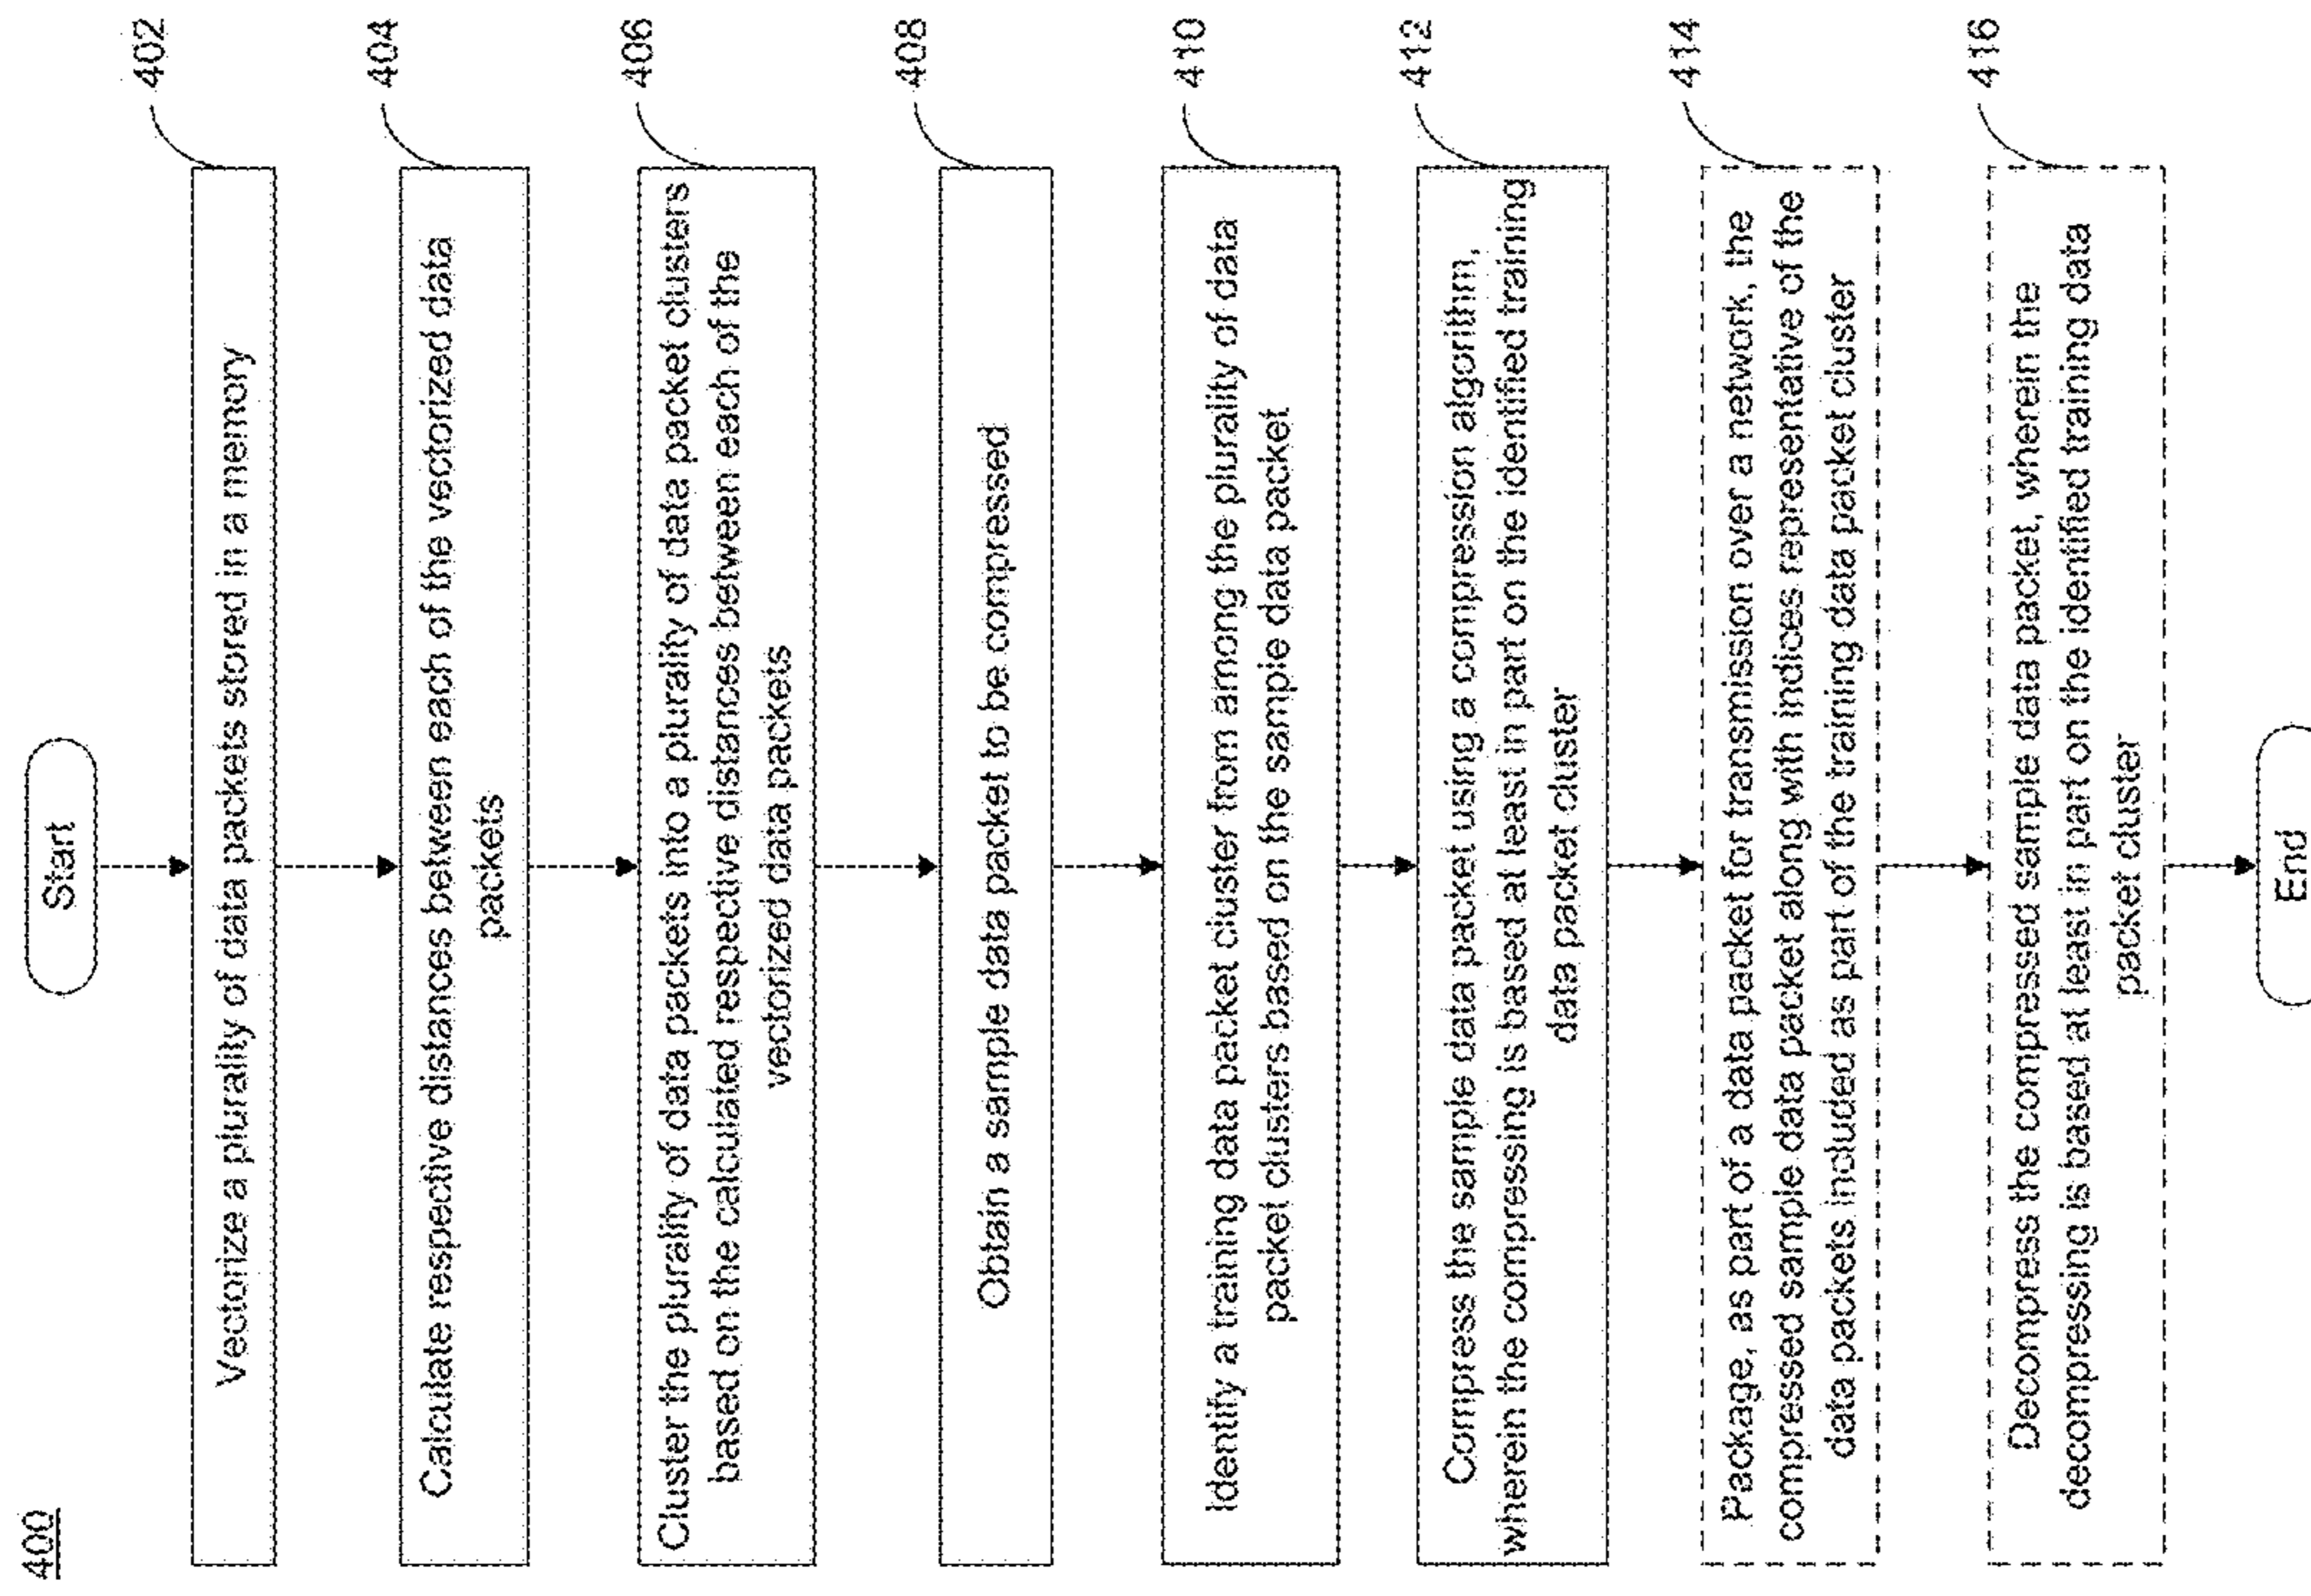 400
Start
402
Vectorize a plurality of data packets stored in a memory
404
Calculate respective distances between each of the vectorized data
packets
406
Cluster the plurality of data packets into a plurality of data packet clusters
based on the calculated respective distances between each of the
vectorized data packets
408
Obtain a sample data packet to be compressed
410
Identify a training data packet cluster from among the plurality of data
packet clusters based on the sample data packet
412
Compress the sample data packet using a compression algorithm,
wherein the compressing is based at least in part on the identified training
data packet cluster
414
Package, as part of a data packet for transmission over a network, the
compressed sample data packet along with indices representative of the
data packets included as part of the training data packet cluster
416
Decompress the compressed sample data packet, wherein the
decompressing is based at least in part on the identified training data
packet cluster
End